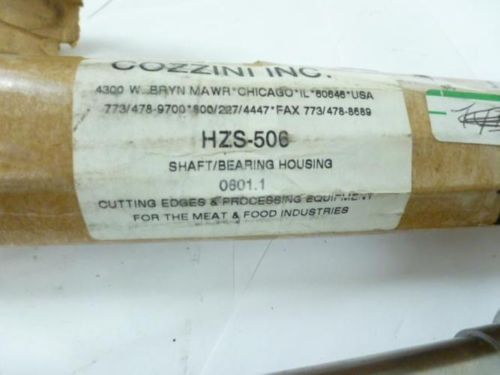 COZZINI INC.
4300 W. BRYN MAWR*CHICAGO*IL*60646*USA
773/478-9700*800/227/4447*FAX 773/478-8689
HZS-506
SHAFT/BEARING HOUSING
0601.1
CUTTING EDGES & PROCESSING EQUIPMENT
FOR THE MEAT & FOOD INDUSTRIES